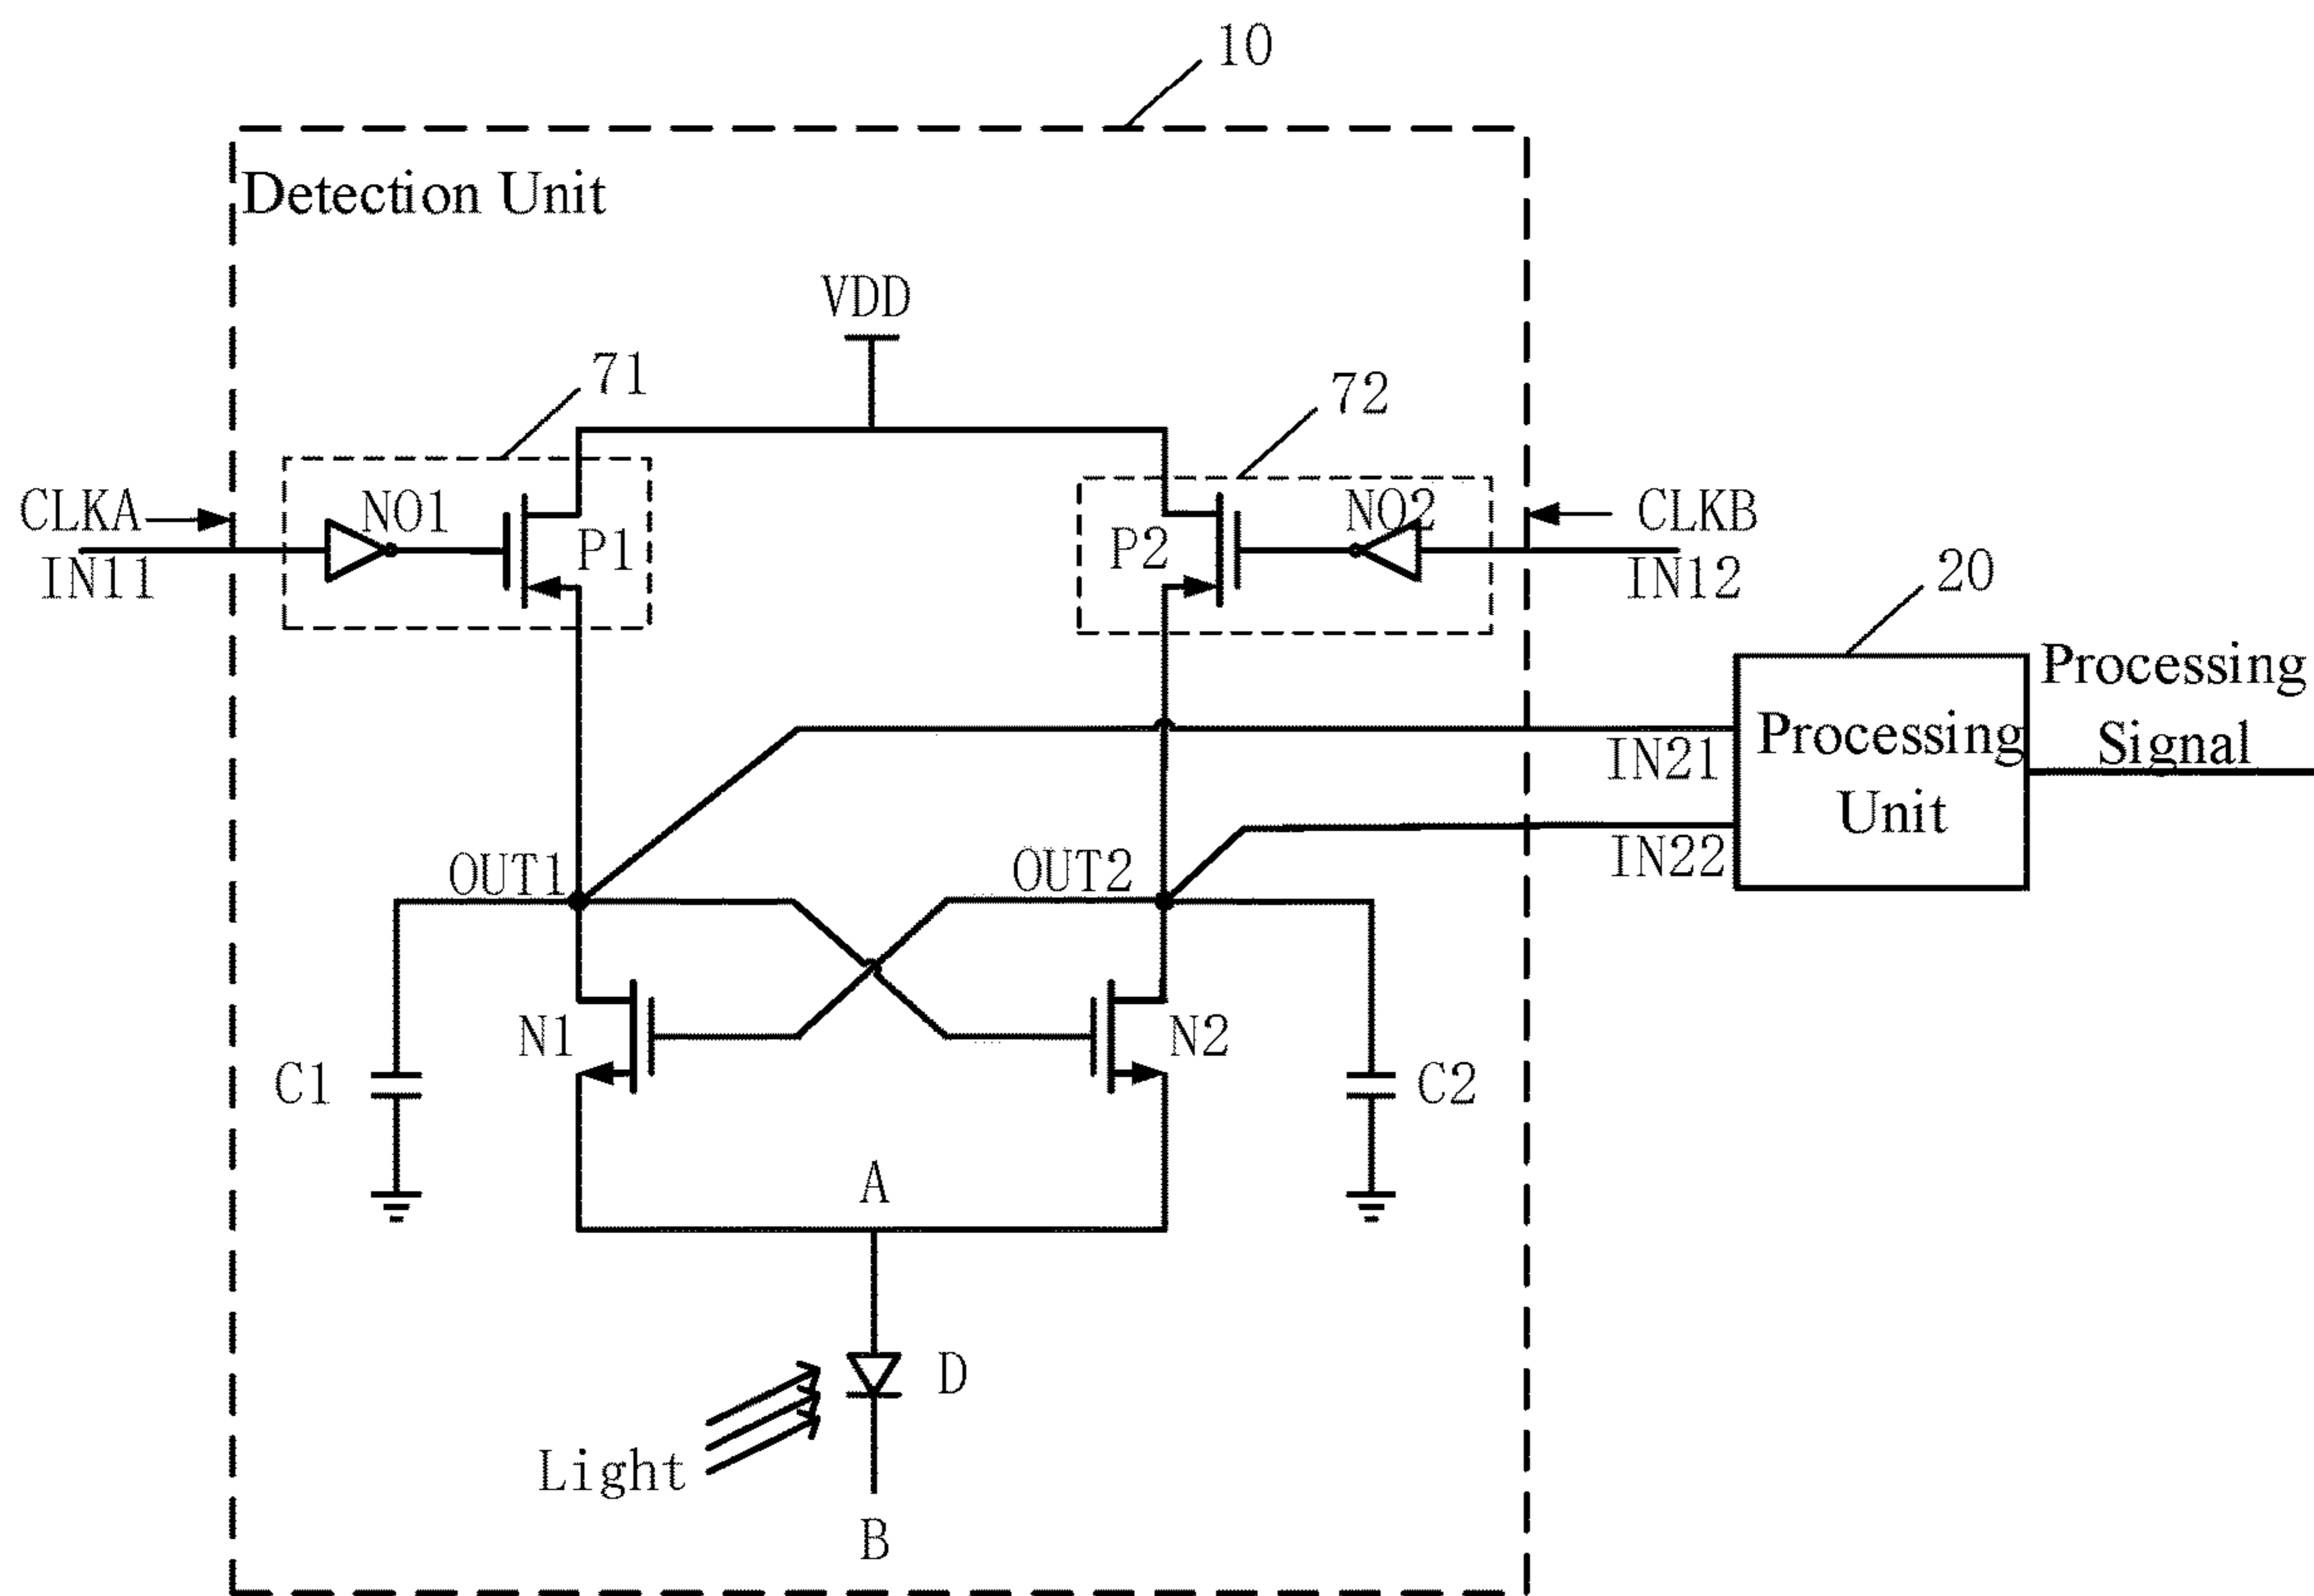 10
Detection Unit
VDD
71
72
CLKA
NO1
NO2
CLKB
IN11
P1
P2
IN12
20
Processing
Signal
IN21
Processing
Unit
IN22
OUT1
OUT2
N1
N2
C1
C2
A
D
Light
B